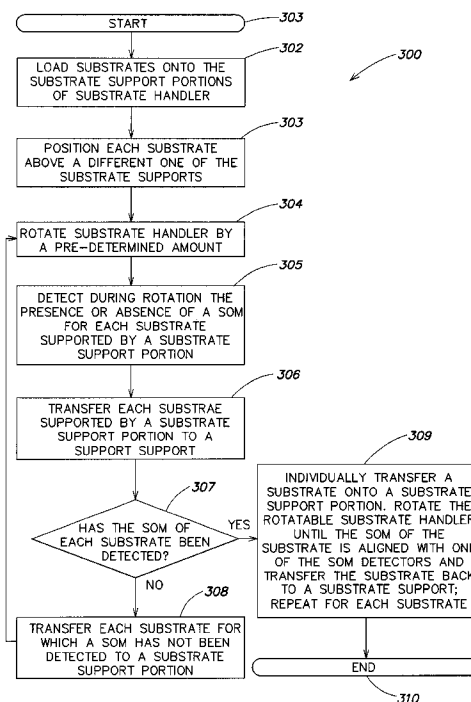 START
303
302
LOAD SUBSTRATES ONTO THE
SUBSTRATE SUPPORT PORTIONS
OF SUBSTRATE HANDLER
300
303
POSITION EACH SUBSTRATE
ABOVE A DIFFERENT ONE OF THE
SUBSTRATE SUPPORTS
304
ROTATE SUBSTRATE HANDLER BY
A PRE-DETERMINED AMOUNT
305
DETECT DURING ROTATION THE
PRESENCE OR ABSENCE OF A SOM
FOR EACH SUBSTRATE
SUPPORTED BY A SUBSTRATE
SUPPORT PORTION
306
TRANSFER EACH SUBSTRAE
SUPPORTED BY A SUBSTRATE
SUPPORT PORTION TO A
SUPPORT SUPPORT
307
HAS THE SOM OF
EACH SUBSTRATE BEEN
DETECTED?
YES
NO
308
TRANSFER EACH SUBSTRATE FOR
WHICH A SOM HAS NOT BEEN
DETECTED TO A SUBSTRATE
SUPPORT PORTION
309
INDIVIDUALLY TRANSFER A
SUBSTRATE ONTO A SUBSTRATE
SUPPORT PORTION. ROTATE THE
ROTATABLE SUBSTRATE HANDLER
UNTIL THE SOM OF THE
SUBSTRATE IS ALIGNED WITH ONE
OF THE SOM DETECTORS AND
TRANSFER THE SUBSTRATE BACK
TO A SUBSTRATE SUPPORT;
REPEAT FOR EACH SUBSTRATE
END
310